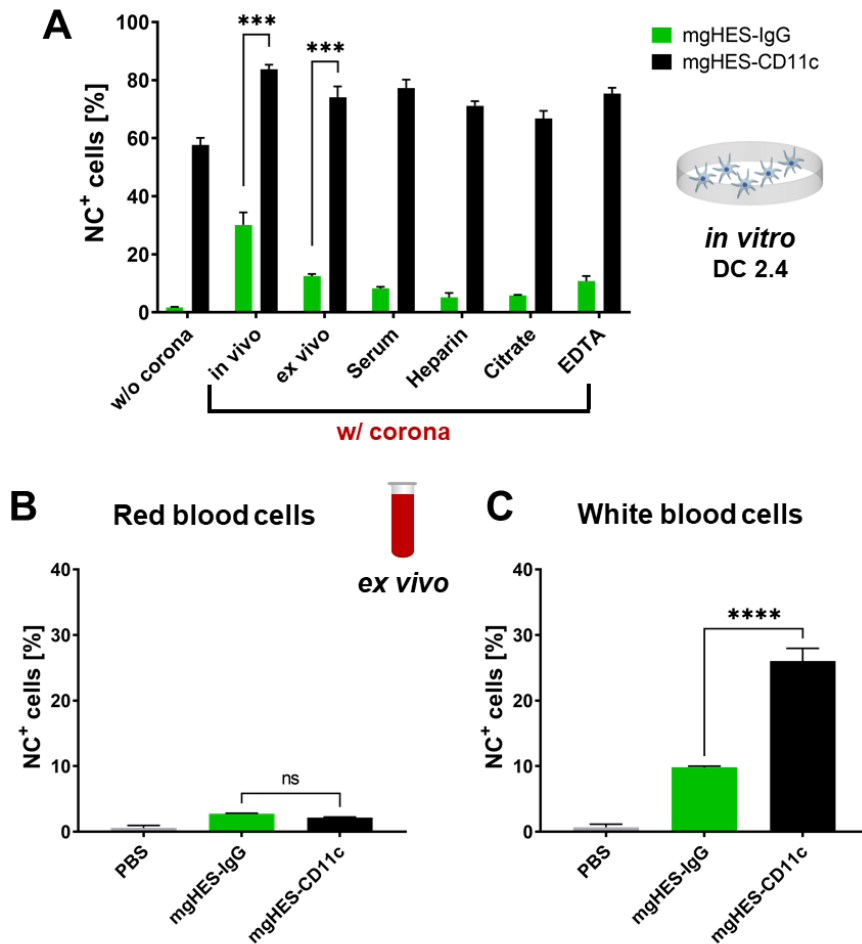 A
NC+ cells [%]
100
80
60
40
20
0
***
***
mgHES-IgG
mgHES-CD11c
in vitro
DC 2.4
w/o corona
in vivo
ex vivo
Serum
Heparin
Citrate
EDTA
w/ corona
B
Red blood cells
ex vivo
NC+ cells [%]
40
30
20
10
0
ns
PBS
mgHES-IgG
mgHES-CD11c
C
White blood cells
NC+ cells [%]
40
30
20
10
0
****
PBS
mgHES-IgG
mgHES-CD11c